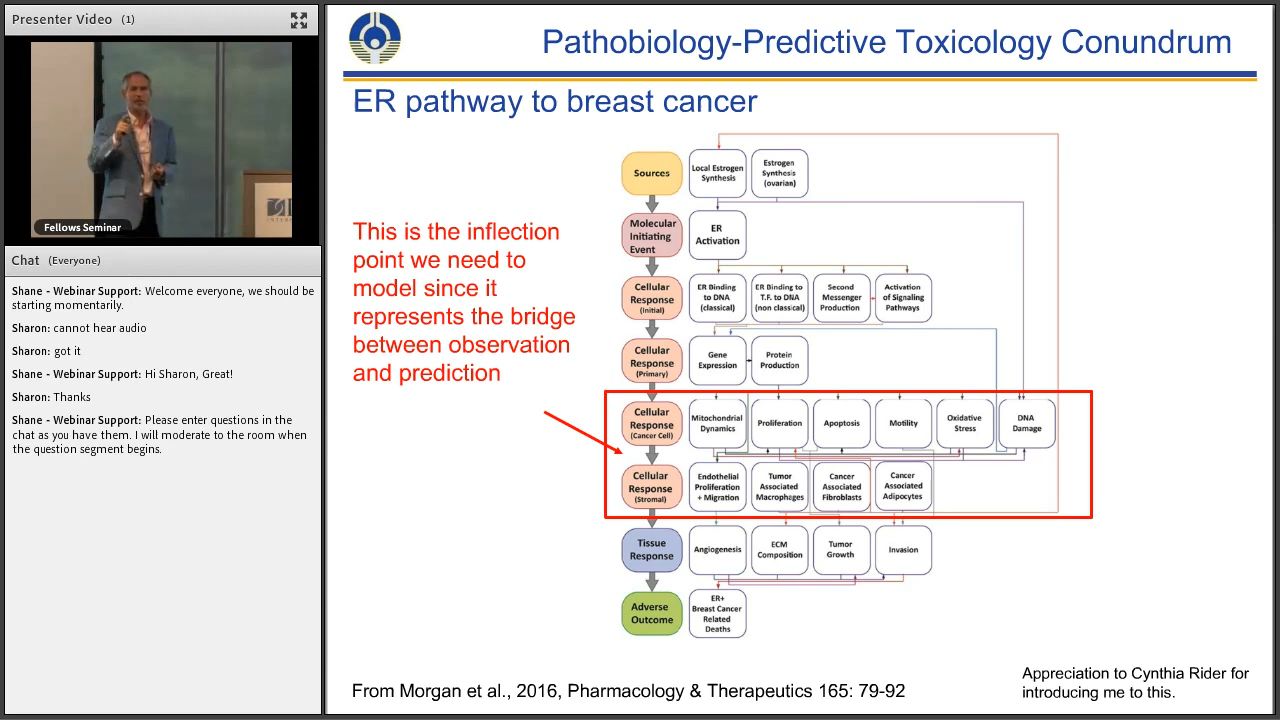 Presenter Video (1)
Fellows Seminar
Chat (Everyone)
Shane - Webinar Support: Welcome everyone, we should be
starting momentarily.
Sharon: cannot hear audio
Sharon: got it
Shane - Webinar Support: Hi Sharon, Great!
Sharon: Thanks
Shane - Webinar Support: Please enter questions in the
chat as you have them. I will moderate to the room when
the question segment begins.
Pathobiology-Predictive Toxicology Conundrum
ER pathway to breast cancer
This is the inflection
point we need to
model since it
represents the bridge
between observation
and prediction
Sources
Local Estrogen
Synthesis
Estrogen
Synthesis
(ovarian)
Molecular
Initiating
Event
ER
Activation
Cellular
Response
(Initial)
ER Binding
to DNA
(classical)
ER Binding to
T.F. to DNA
(non classical)
Second
Messenger
Production
Activation
of Signaling
Pathways
Cellular
Response
(Primary)
Gene
Expression
Protein
Production
Cellular
Response
(Cancer Cell)
Mitochondrial
Dynamics
Proliferation
Apoptosis
Motility
Oxidative
Stress
DNA
Damage
Cellular
Response
(Stromal)
Endothelial
Proliferation
+ Migration
Tumor
Associated
Macropheges
Cancer
Associated
Fibroblasts
Cancer
Associated
Adipocytes
Tissue
Response
Angiogenesis
ECM
Composition
Tumor
Growth
Invasion
Adverse
Outcome
ER+
Breast Cancer
Related
Deaths
From Morgan et al., 2016, Pharmacology & Therapeutics 165: 79-92
Appreciation to Cynthia Rider for
introducing me to this.